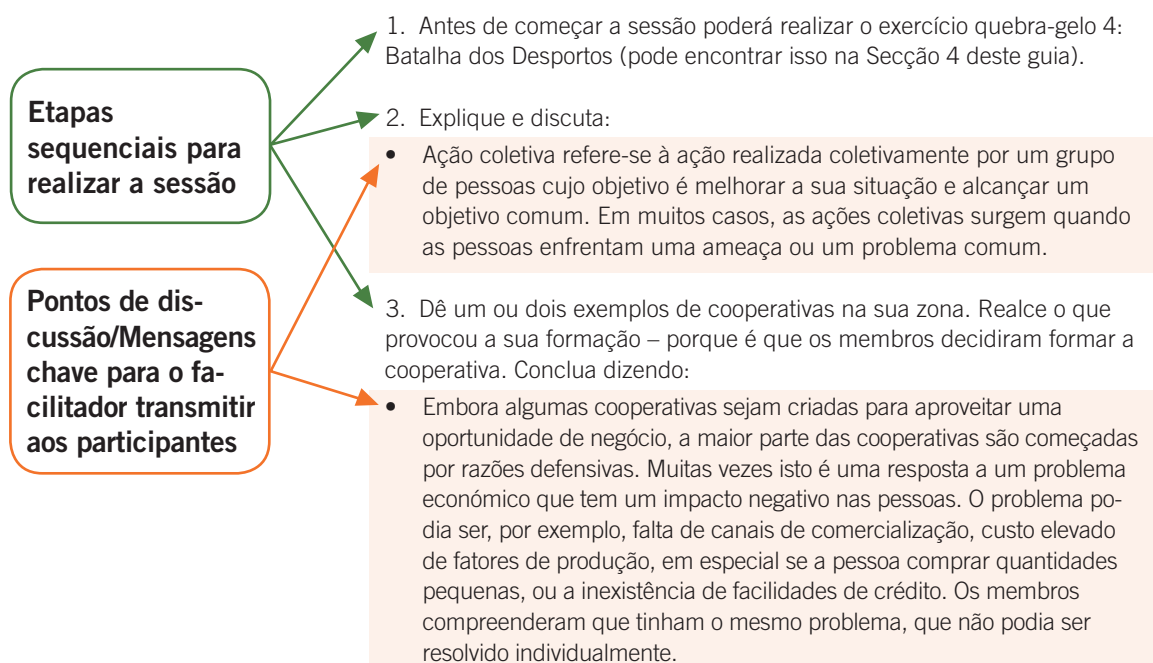 Etapas
sequenciais para
realizar a sessão
Pontos de dis-
cussão/Mensagens
chave para o fa-
cilitador transmitir
aos participantes
1. Antes de começar a sessão poderá realizar o exercício quebra-gelo 4:
Batalha dos Desportos (pode encontrar isso na Secção 4 deste guia).
2. Explique e discuta:
• Ação coletiva refere-se à ação realizada coletivamente por um grupo
de pessoas cujo objetivo é melhorar a sua situação e alcançar um
objetivo comum. Em muitos casos, as ações coletivas surgem quando
as pessoas enfrentam uma ameaça ou um problema comum.
3. Dê um ou dois exemplos de cooperativas na sua zona. Realce o que
provocou a sua formação – porque é que os membros decidiram formar a
cooperativa. Conclua dizendo:
• Embora algumas cooperativas sejam criadas para aproveitar uma
oportunidade de negócio, a maior parte das cooperativas são começadas
por razões defensivas. Muitas vezes isto é uma resposta a um problema
económico que tem um impacto negativo nas pessoas. O problema po-
dia ser, por exemplo, falta de canais de comercialização, custo elevado
de fatores de produção, em especial se a pessoa comprar quantidades
pequenas, ou a inexistência de facilidades de crédito. Os membros
compreenderam que tinham o mesmo problema, que não podia ser
resolvido individualmente.